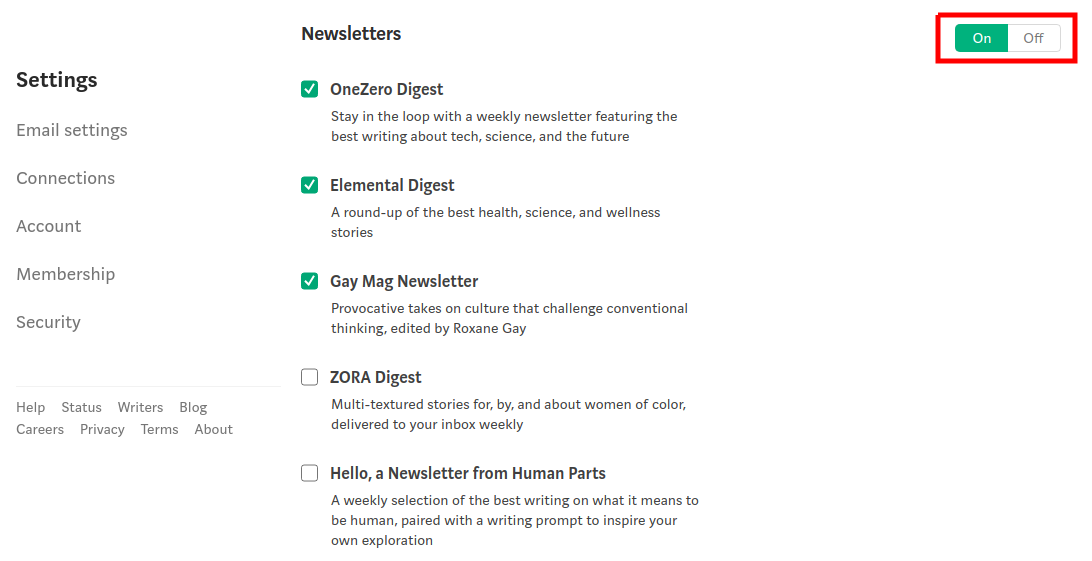 Newsletters
On Off
Settings
Email settings
Connections
Account
Membership
Security
Help Status Writers Blog
Careers Privacy Terms About
OneZero Digest
Stay in the loop with a weekly newsletter featuring the
best writing about tech, science, and the future
Elemental Digest
A round-up of the best health, science, and wellness
stories
Gay Mag Newsletter
Provocative takes on culture that challenge conventional
thinking, edited by Roxane Gay
ZORA Digest
Multi-textured stories for, by, and about women of color,
delivered to your inbox weekly
Hello, a Newsletter from Human Parts
A weekly selection of the best writing on what it means to
be human, paired with a writing prompt to inspire your
own exploration